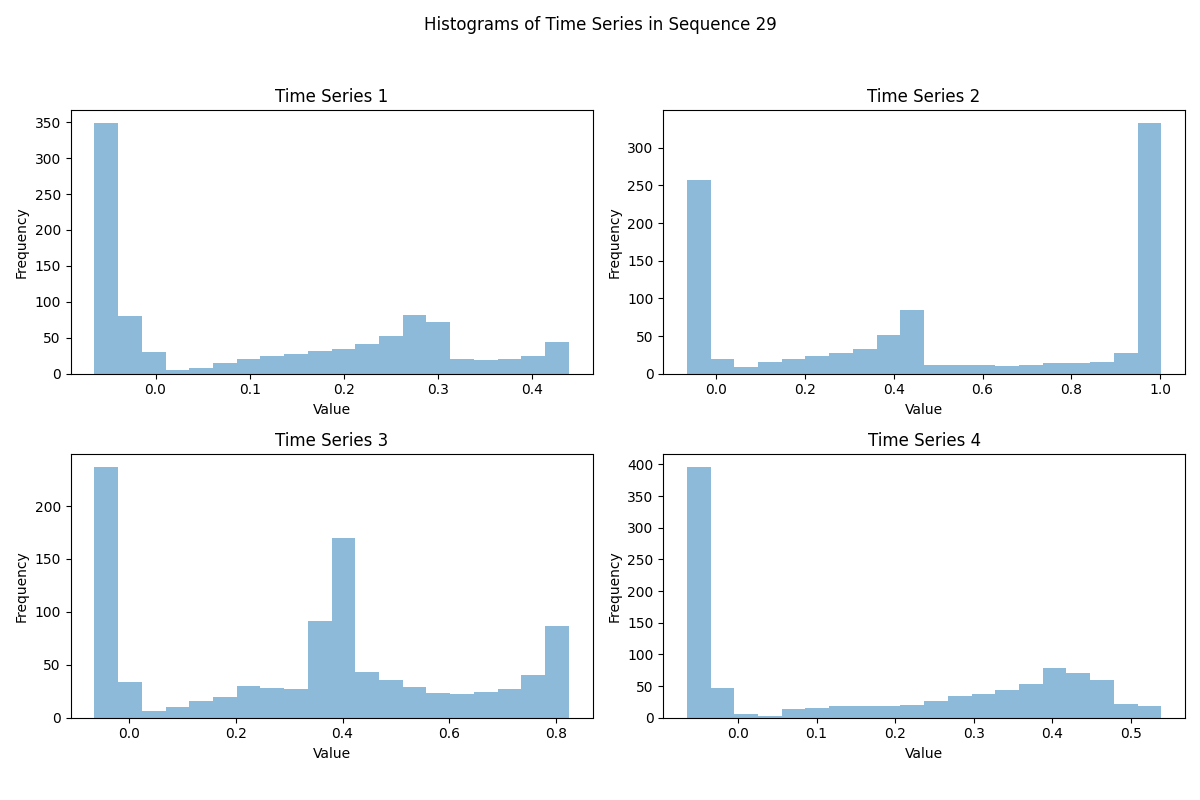 Histograms of Time Series in Sequence 29
Time Series 1
350
300
250
200
150
100
50
0
Frequency
0.0 0.1 0.2 0.3 0.4
Value
Time Series 2
300
250
200
150
100
50
0
Frequency
0.0 0.2 0.4 0.6 0.8 1.0
Value
Time Series 3
200
150
100
50
0
Frequency
0.0 0.2 0.4 0.6 0.8
Value
Time Series 4
400
350
300
250
200
150
100
50
0
Frequency
0.0 0.1 0.2 0.3 0.4 0.5
Value